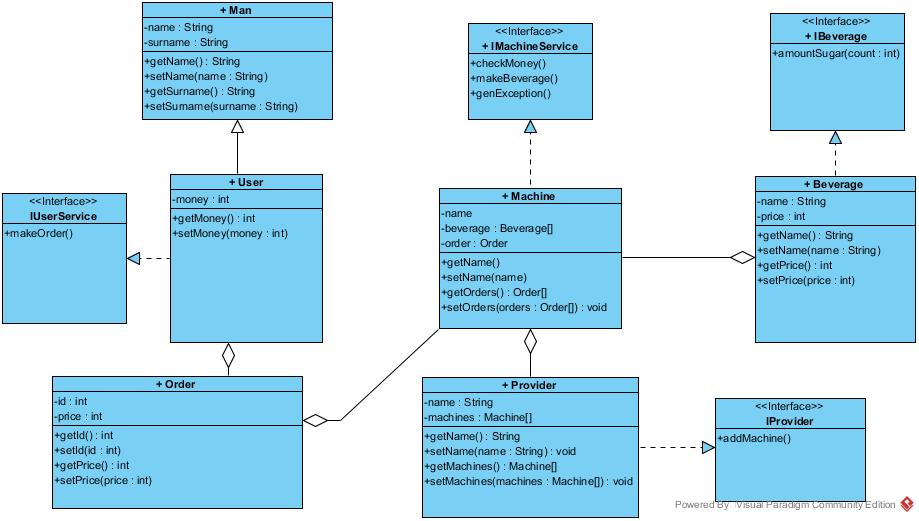 + Man
-name : String
-surname : String
+getName() : String
+setName(name : String)
+getSurname() : String
+setSurname(surname : String)
<<Interface>>
+ IMachineService
+checkMoney()
+makeBeverage()
+genException()
<<Interface>>
+ IBeverage
+amountSugar(count : int)
<<Interface>>
IUserService
+makeOrder()
+ User
-money : int
+getMoney() : int
+setMoney(money : int)
+ Machine
-name
-beverage : Beverage[]
-order : Order
+getName()
+setName(name)
+getOrders() : Order[]
+setOrders(orders : Order[]) : void
+ Beverage
-name : String
-price : int
+getName() : String
+setName(name : String)
+getPrice() : int
+setPrice(price : int)
+ Order
-id : int
-price : int
+getId() : int
+setId(id : int)
+getPrice() : int
+setPrice(price : int)
+ Provider
-name : String
-machines : Machine[]
+getName() : String
+setName(name : String) : void
+getMachines() : Machine[]
+setMachines(machines : Machine[]) : void
<<Interface>>
IProvider
+addMachine()
Powered By Visual Paradigm Community Edition